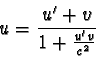 u = \frac{u' + v}{1 + \frac{u'v}{c^2}}